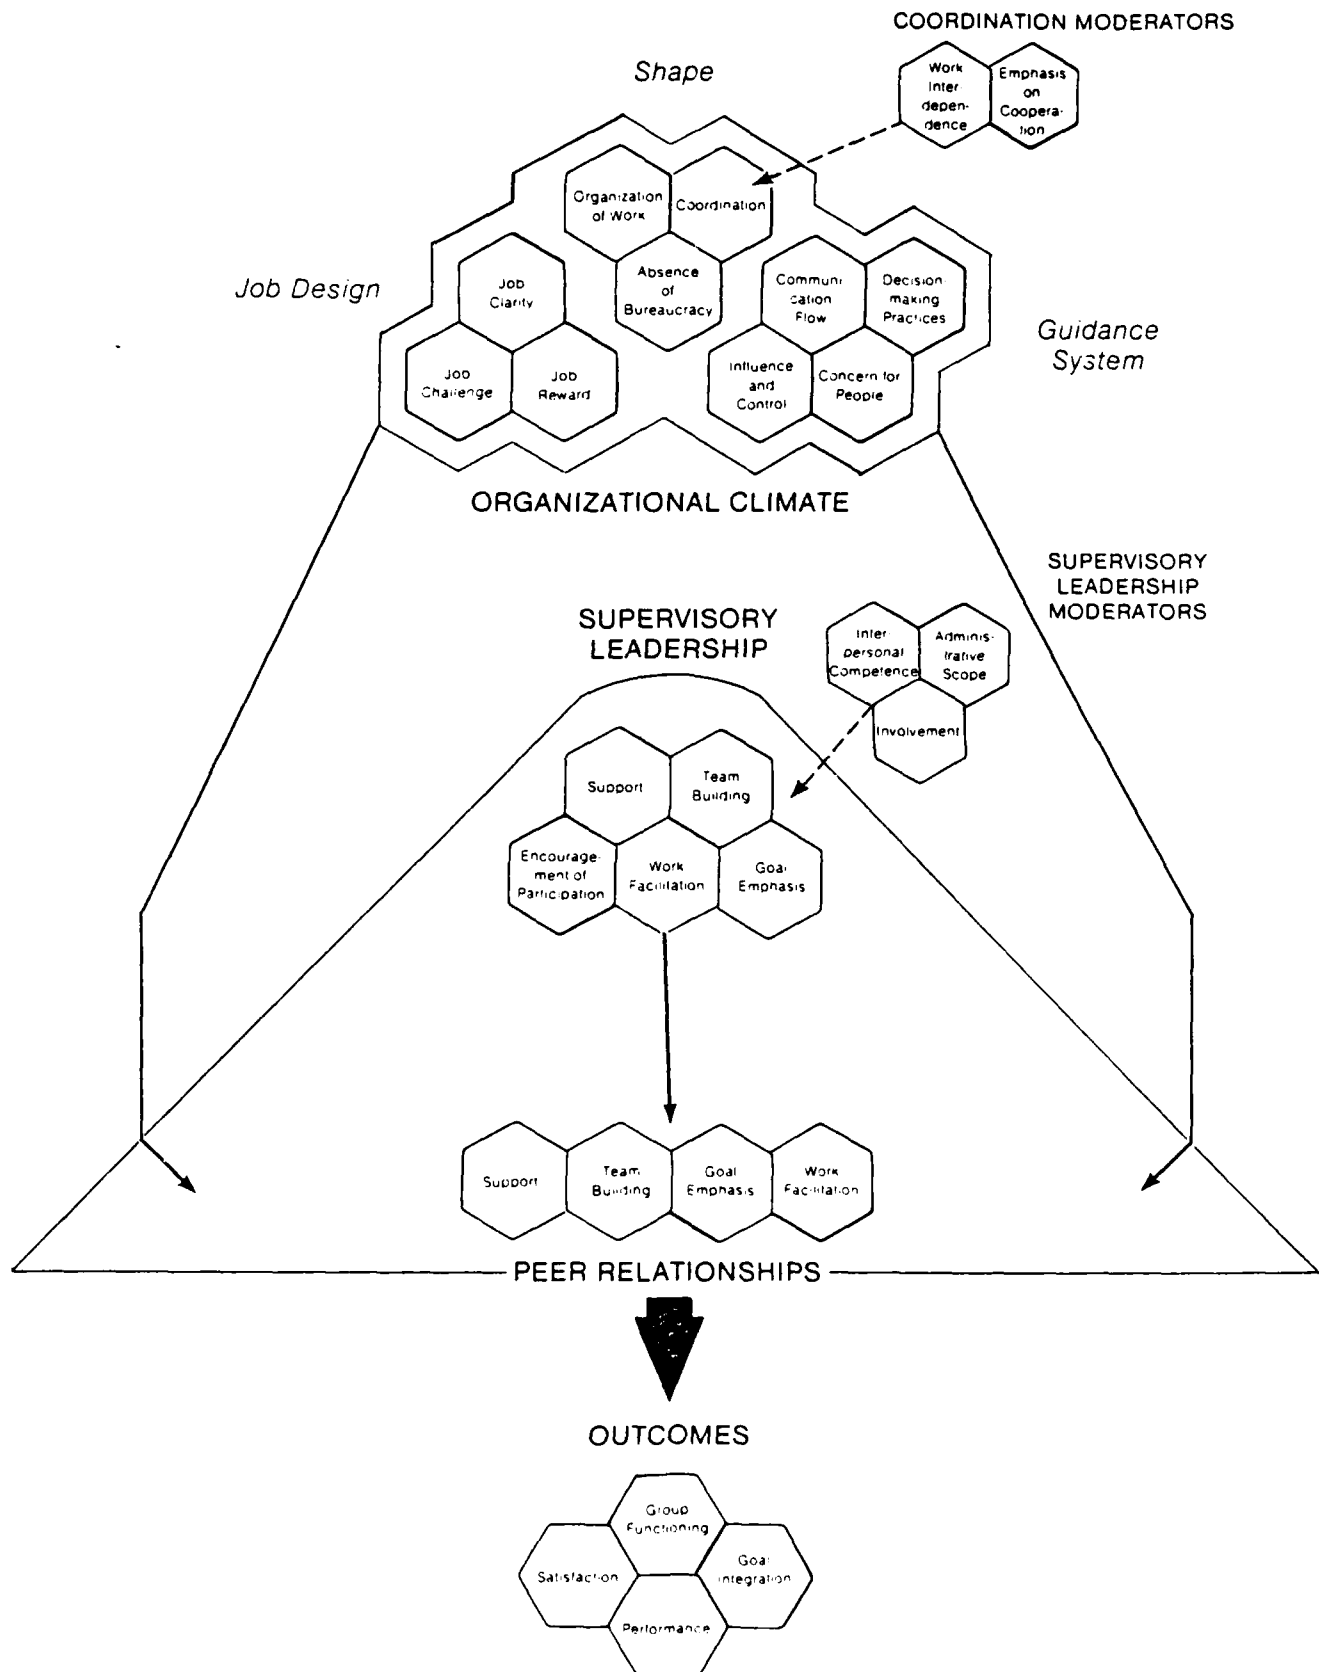 COORDINATION MODERATORS
Work
Inter-
depen-
dence
Emphasis
on
Coopera-
tion
Shape
Organization
of Work
Coordination
Absence
of
Bureaucracy
Job Design
Job
Clarity
Job
Challenge
Job
Reward
Communi-
cation
Flow
Decision-
making
Practices
Influence
and
Control
Concern for
People
Guidance
System
ORGANIZATIONAL CLIMATE
SUPERVISORY
LEADERSHIP
MODERATORS
Inter-
personal
Competence
Adminis-
trative
Scope
Involvement
SUPERVISORY
LEADERSHIP
Support
Team
Building
Encourage-
ment of
Participation
Work
Facilitation
Goal
Emphasis
Support
Team
Building
Goal
Emphasis
Work
Facilitation
PEER RELATIONSHIPS
OUTCOMES
Group
Functioning
Satisfaction
Goal
Integration
Performance